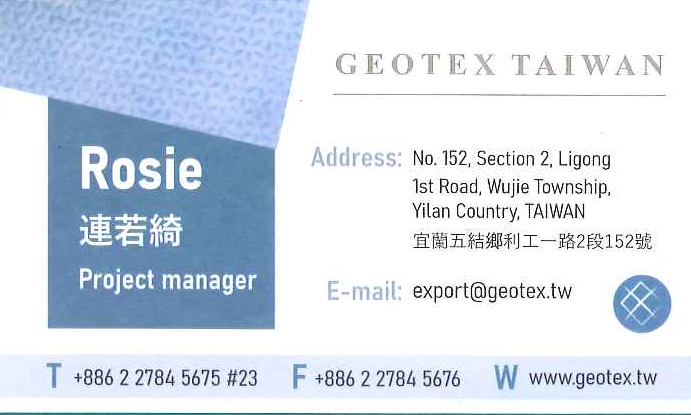 GEOTEX TAIWAN
Rosie
連若綺
Project manager
Address: No. 152, Section 2, Ligong
1st Road, Wujie Township,
Yilan Country, TAIWAN
宜蘭五結鄉利工一路2段152號
E-mail: export@geotex.tw
T +886 2 2784 5675 #23 F +886 2 2784 5676 W www.geotex.tw